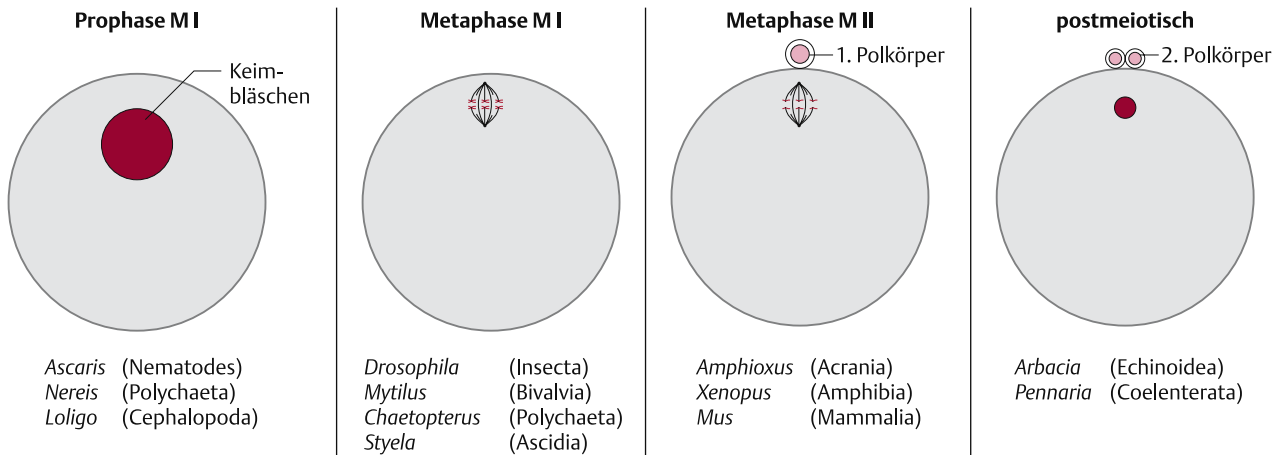 Prophase M I
Keim-
bläschen
Ascaris (Nematodes)
Nereis (Polychaeta)
Loligo (Cephalopoda)
Metaphase M I
Drosophila (Insecta)
Mytilus (Bivalvia)
Chaetopterus (Polychaeta)
Styela (Ascidia)
Metaphase M II
1. Polkörper
Amphioxus (Acrania)
Xenopus (Amphibia)
Mus (Mammalia)
postmeiotisch
2. Polkörper
Arbacia (Echinoidea)
Pennaria (Coelenterata)